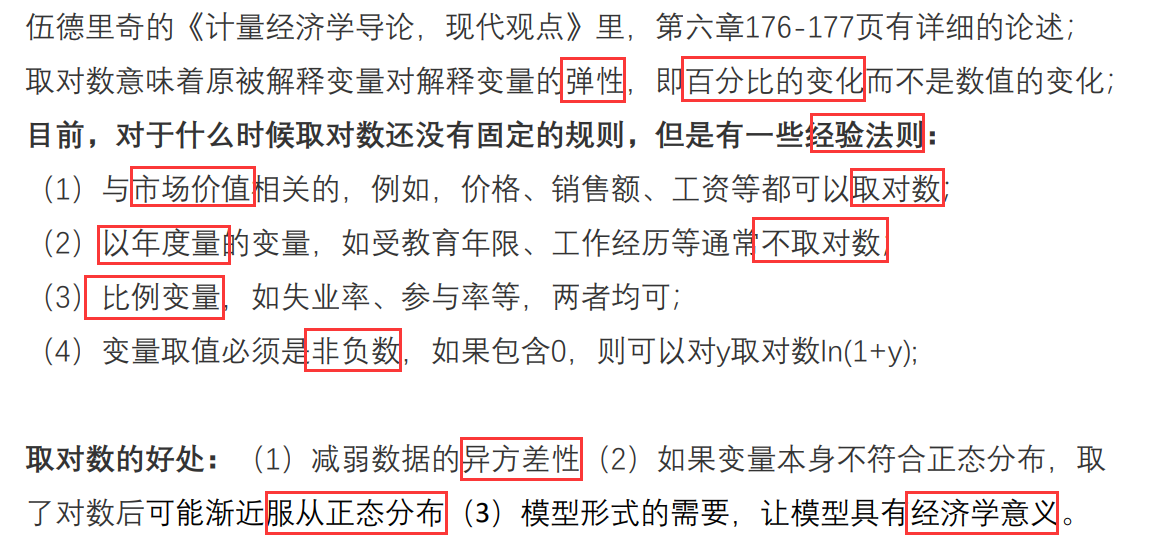 伍德里奇的《计量经济学导论，现代观点》里，第六章176-177页有详细的论述；
取对数意味着原被解释变量对解释变量的弹性，即百分比的变化而不是数值的变化；
目前，对于什么时候取对数还没有固定的规则，但是有一些经验法则：
（1）与市场价值相关的，例如，价格、销售额、工资等都可以取对数；
（2）以年度量的变量，如受教育年限、工作经历等通常不取对数；
（3）比例变量，如失业率、参与率等，两者均可；
（4）变量取值必须是非负数，如果包含0，则可以对y取对数ln(1+y);
取对数的好处：（1）减弱数据的异方差性（2）如果变量本身不符合正态分布，取
了对数后可能渐近服从正态分布（3）模型形式的需要，让模型具有经济学意义。